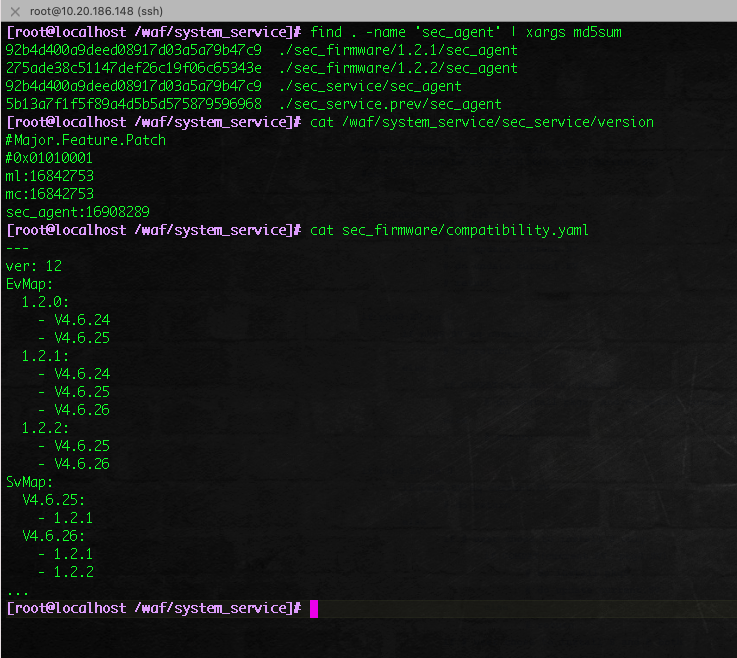 × root@10.20.186.148 (ssh)
[root@localhost /waf/system_service]# find . -name 'sec_agent' | xargs md5sum
92b4d400a9deed08917d03a5a79b47c9  ./sec_firmware/1.2.1/sec_agent
275ade38c51147def26c19f06c65343e  ./sec_firmware/1.2.2/sec_agent
92b4d400a9deed08917d03a5a79b47c9  ./sec_service/sec_agent
5b13a7f1f5f89a4d5b5d575879596968  ./sec_service.prev/sec_agent
[root@localhost /waf/system_service]# cat /waf/system_service/sec_service/version
#Major.Feature.Patch
#0x01010001
ml:16842753
mc:16842753
sec_agent:16908289
[root@localhost /waf/system_service]# cat sec_firmware/compatibility.yaml
---
ver: 12
EvMap:
  1.2.0:
    - V4.6.24
    - V4.6.25
  1.2.1:
    - V4.6.24
    - V4.6.25
    - V4.6.26
  1.2.2:
    - V4.6.25
    - V4.6.26
SvMap:
  V4.6.25:
    - 1.2.1
  V4.6.26:
    - 1.2.1
    - 1.2.2
...
[root@localhost /waf/system_service]#